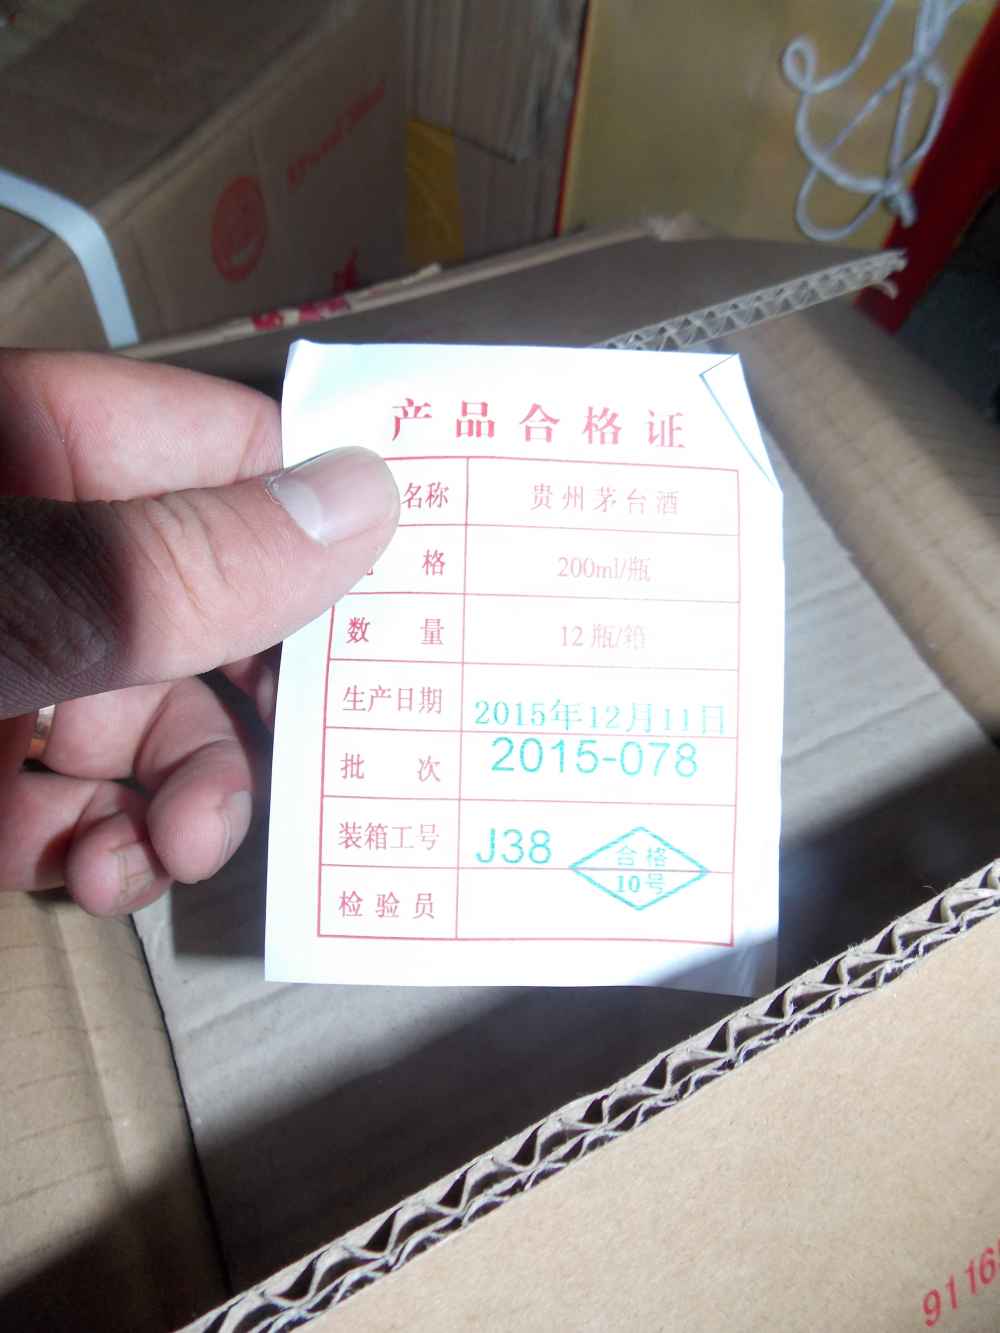 产品合格证
名称 贵州茅台酒
格 200ml/瓶
数量 12瓶/箱
生产日期 2015年12月11日
批次 2015-078
装箱工号 J38
合格
10号
检验员
9116